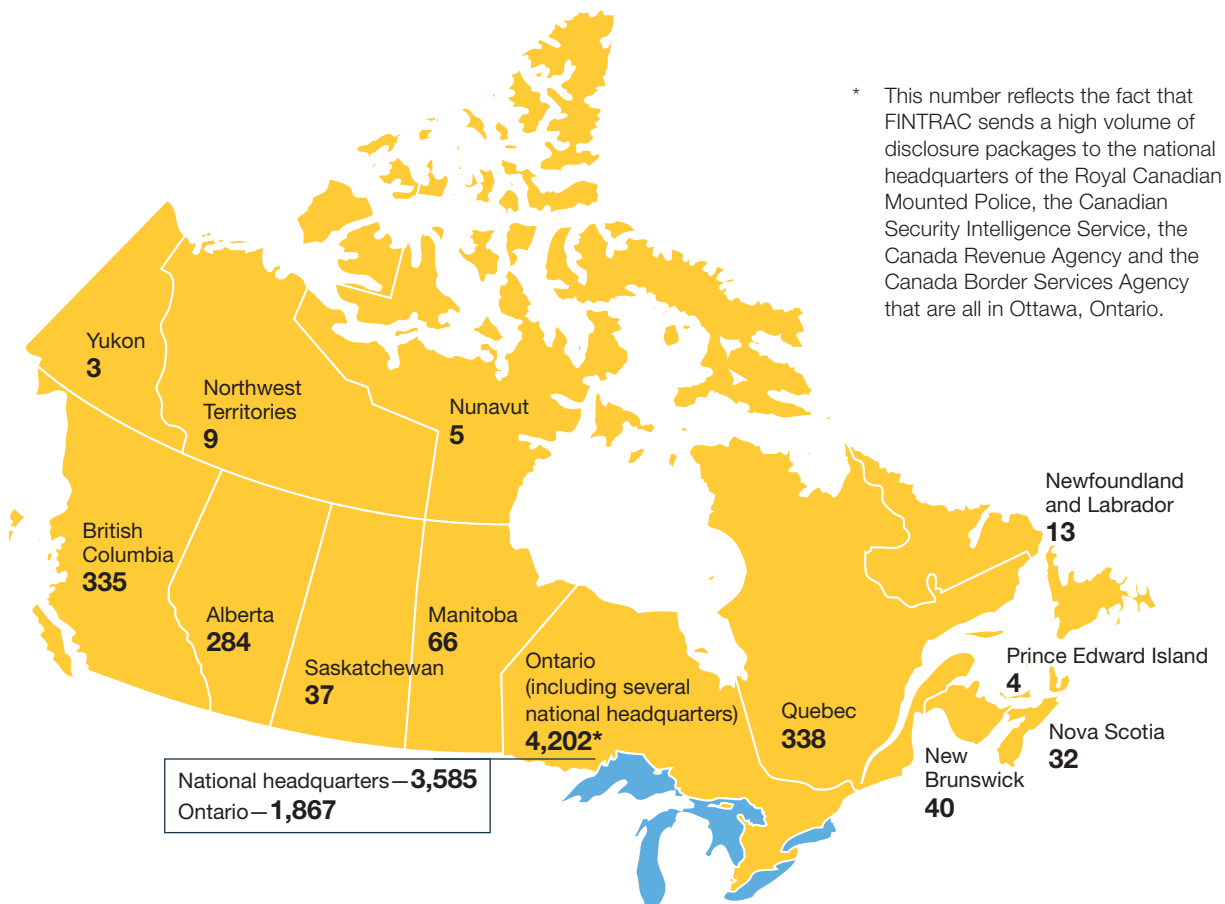 * This number reflects the fact that
FINTRAC sends a high volume of
disclosure packages to the national
headquarters of the Royal Canadian
Mounted Police, the Canadian
Security Intelligence Service, the
Canada Revenue Agency and the
Canada Border Services Agency
that are all in Ottawa, Ontario.
Yukon
3
Northwest
Territories
9
Nunavut
5
Newfoundland
and Labrador
13
British
Columbia
335
Alberta
284
Saskatchewan
37
Manitoba
66
Ontario
(including several
national headquarters)
4,202*
Quebec
338
Prince Edward Island
4
Nova Scotia
32
New
Brunswick
40
National headquarters—3,585
Ontario—1,867